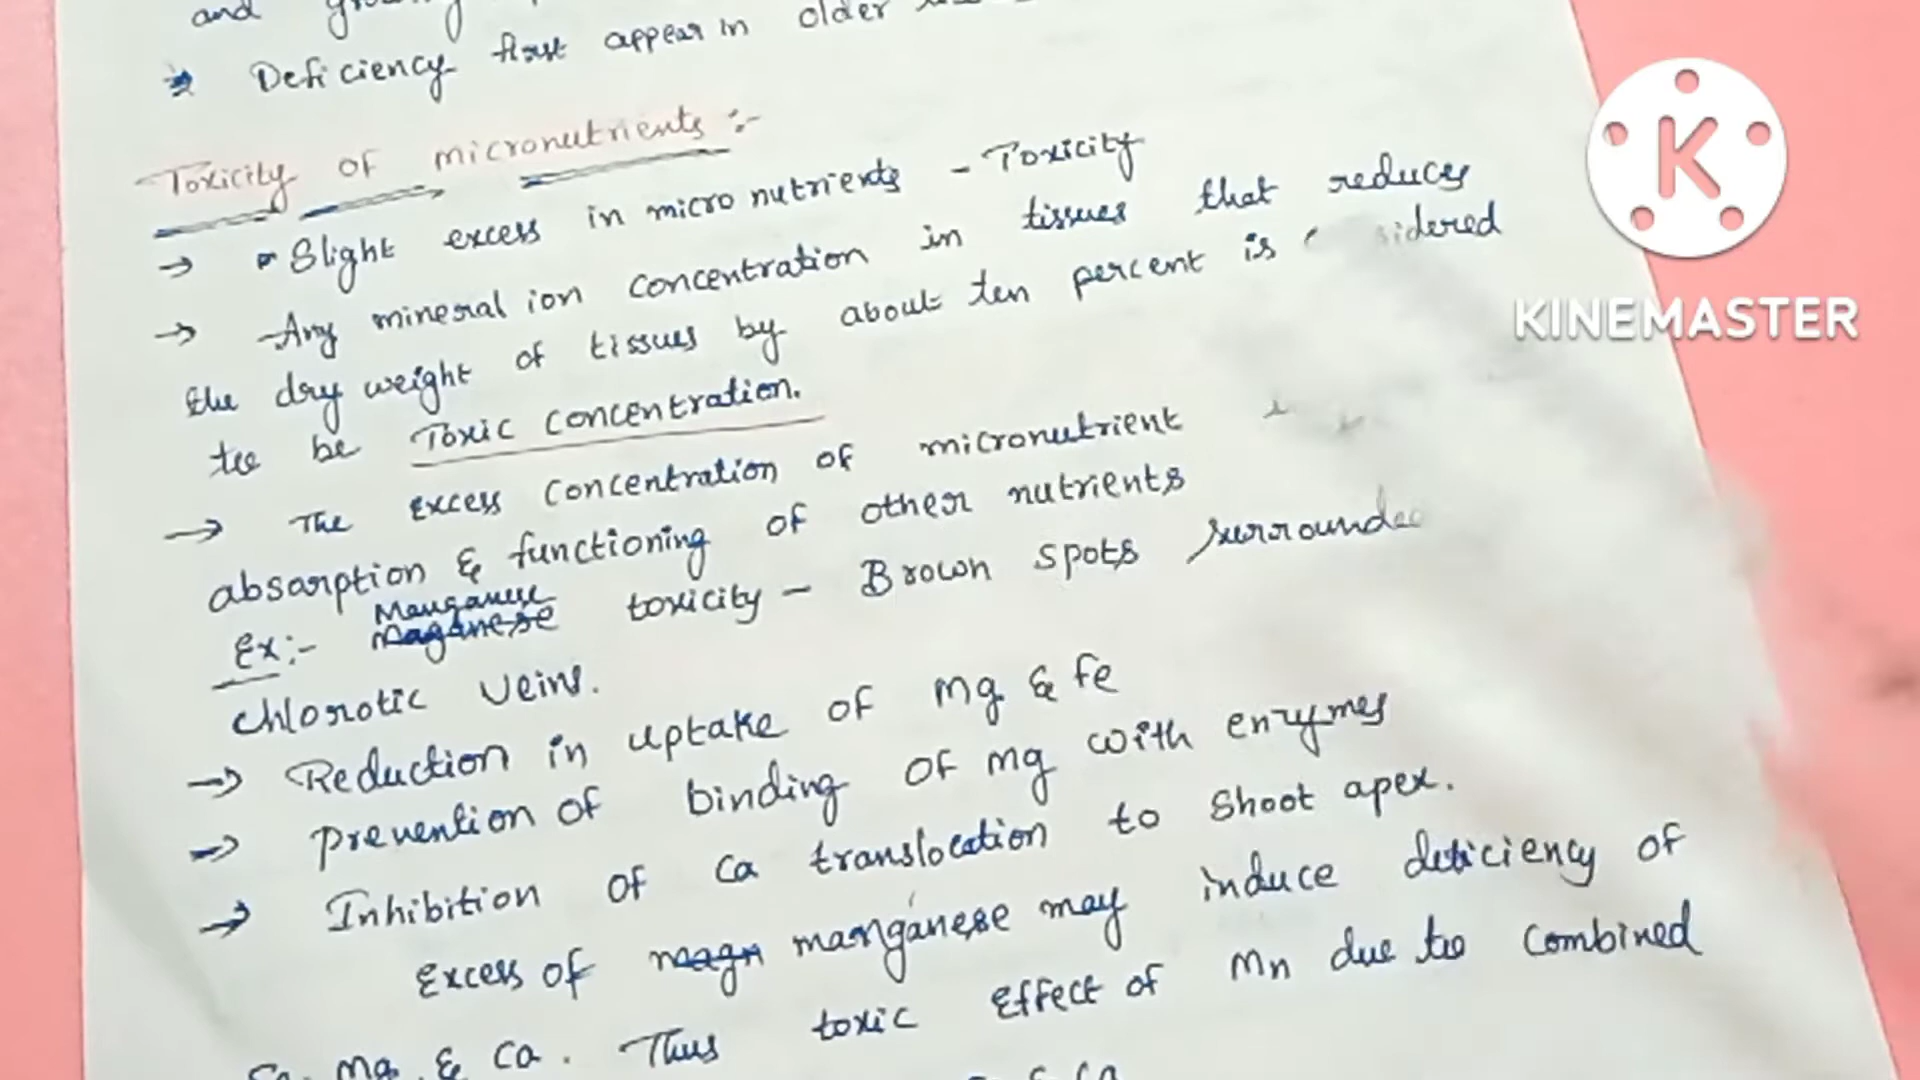 and
* Deficiency first appear in older
Toxicity of micronutrients :-
→ Slight excess in micro nutrients - Toxicity
→ Any mineral ion concentration in tissues that reduces
the dry weight of tissues by about ten percent is
to be Toxic concentration.
→ The excess concentration of micronutrient
absorption & functioning of other nutrients
Ex:- Manganese toxicity - Brown spots surrounded
chlorotic veins.
→ Reduction in uptake of Mg & Fe
→ Prevention of binding of Mg with enzymes
→ Inhibition of Ca translocation to shoot apex.
Excess of manganese may induce deficiency of
Mg & Ca. Thus toxic effect of Mn due to combined
& Ca
K
KINEMASTER